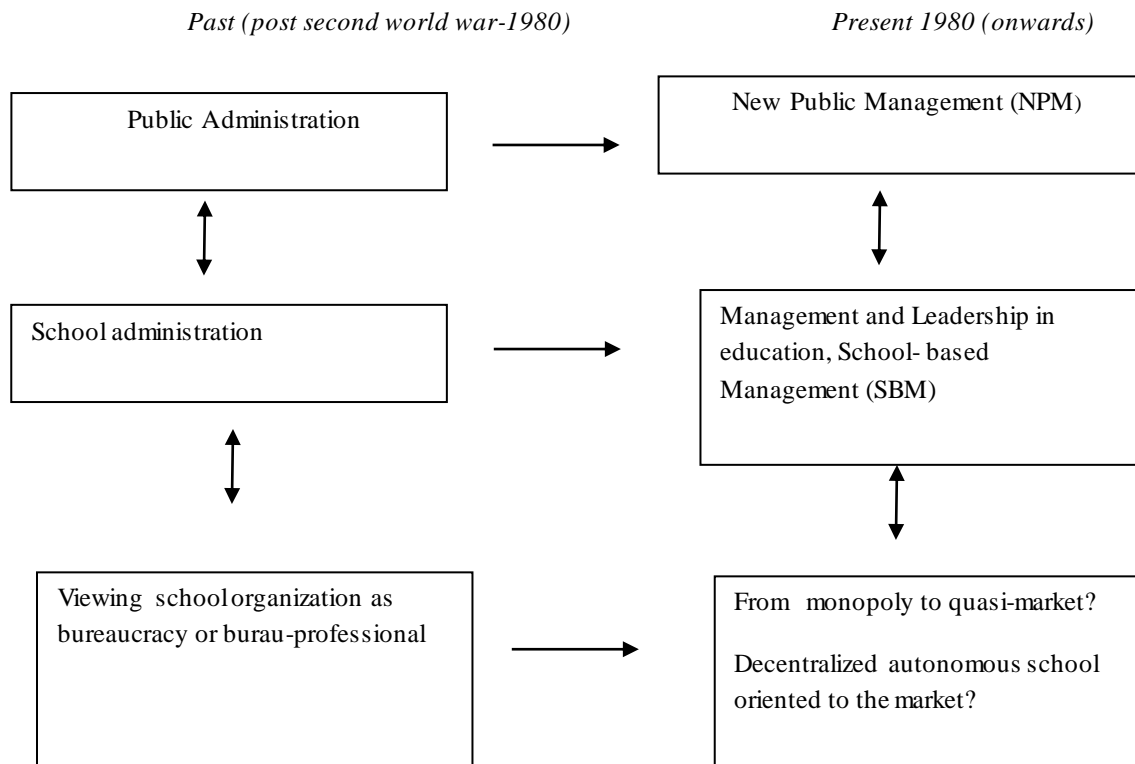 Past (post second world war-1980)
Present 1980 (onwards)
Public Administration
New Public Management (NPM)
School administration
Management and Leadership in
education, School- based
Management (SBM)
Viewing school organization as
bureaucracy or burau-professional
From monopoly to quasi-market?
Decentralized autonomous school
oriented to the market?